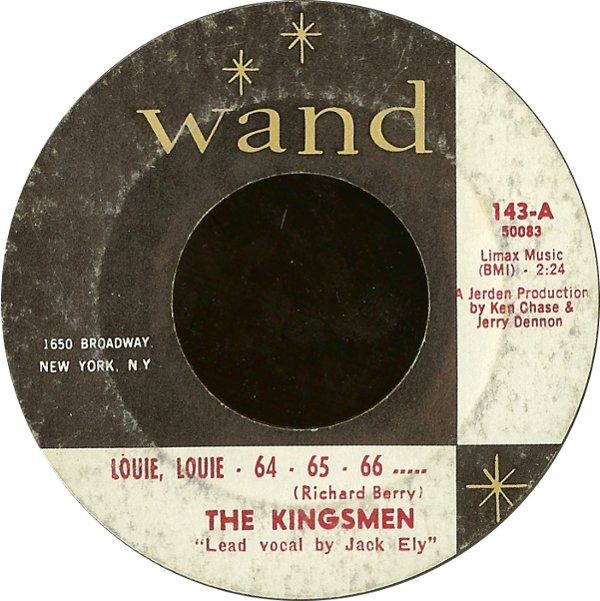 wand
143-A
50083
Limax Music
(BMI) - 2:24
A Jerden Production
by Ken Chase &
Jerry Dennon
1650 BROADWAY.
NEW YORK, N.Y
LOUIE, LOUIE - 64 - 65 - 66 .....
(Richard Berry)
THE KINGSMEN
"Lead vocal by Jack Ely"